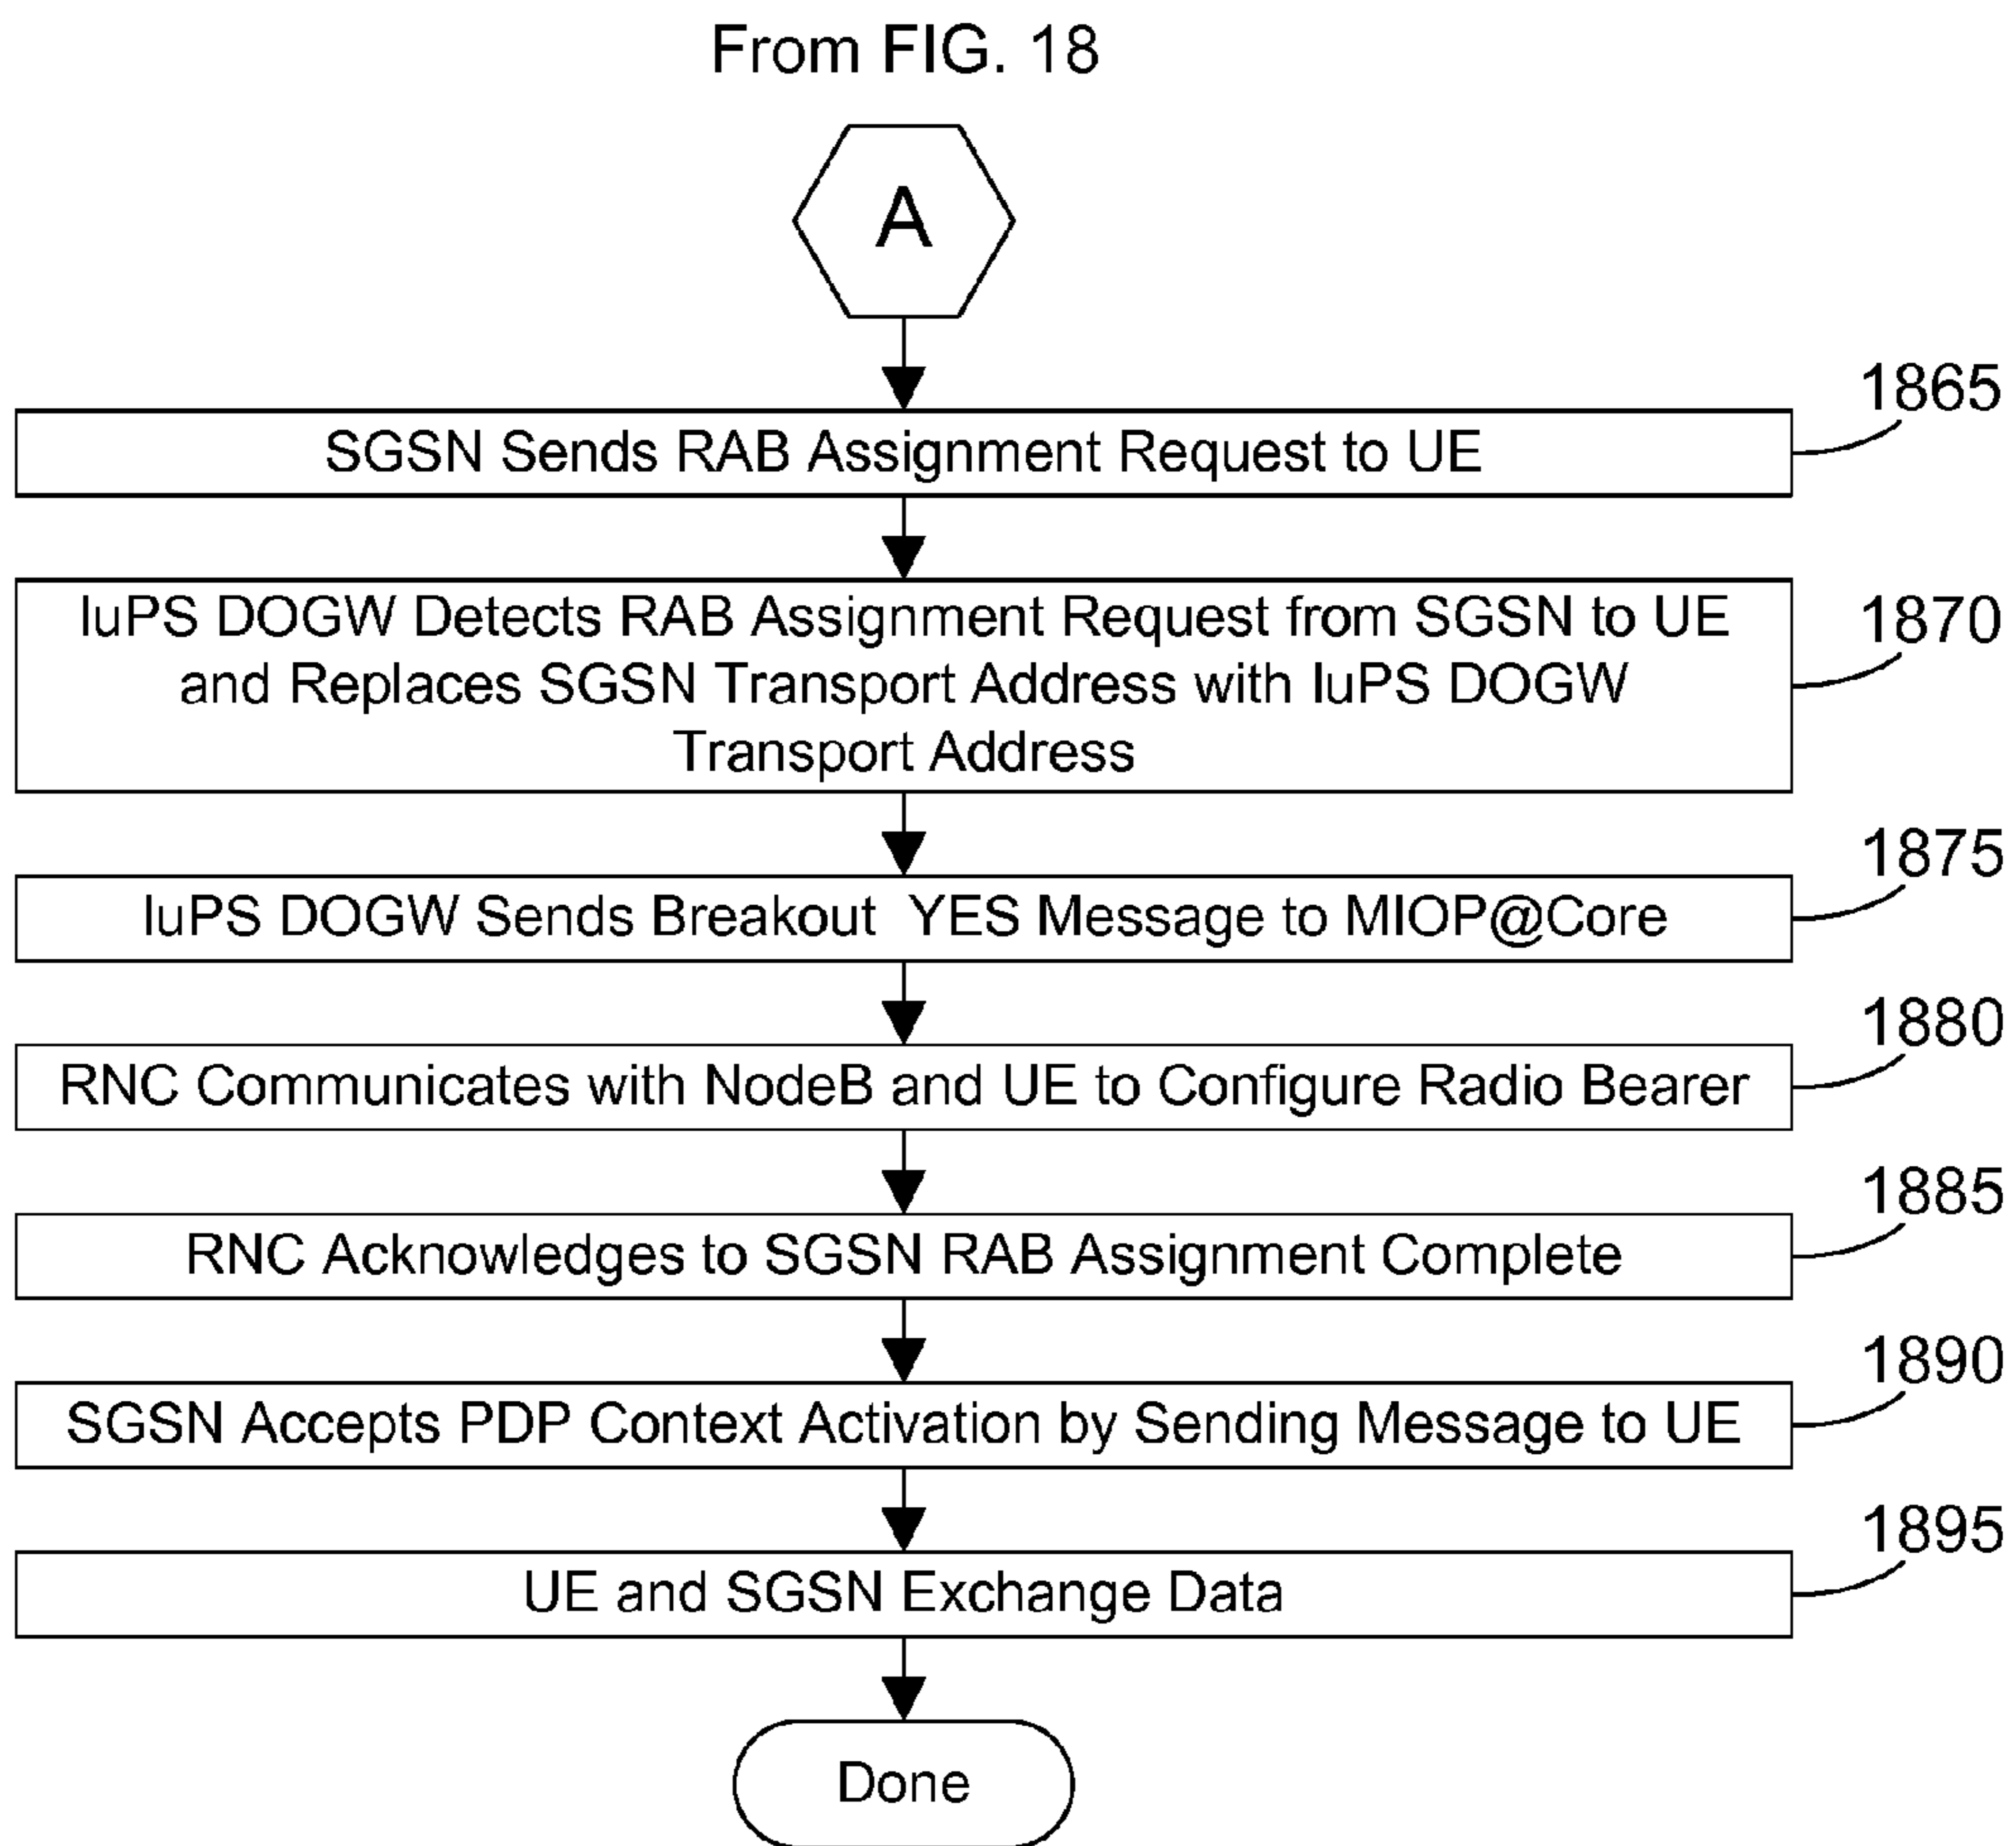 From FIG. 18
A
1865
SGSN Sends RAB Assignment Request to UE
1870
IuPS DOGW Detects RAB Assignment Request from SGSN to UE
and Replaces SGSN Transport Address with IuPS DOGW
Transport Address
1875
IuPS DOGW Sends Breakout YES Message to MIOP@Core
1880
RNC Communicates with NodeB and UE to Configure Radio Bearer
1885
RNC Acknowledges to SGSN RAB Assignment Complete
1890
SGSN Accepts PDP Context Activation by Sending Message to UE
1895
UE and SGSN Exchange Data
Done